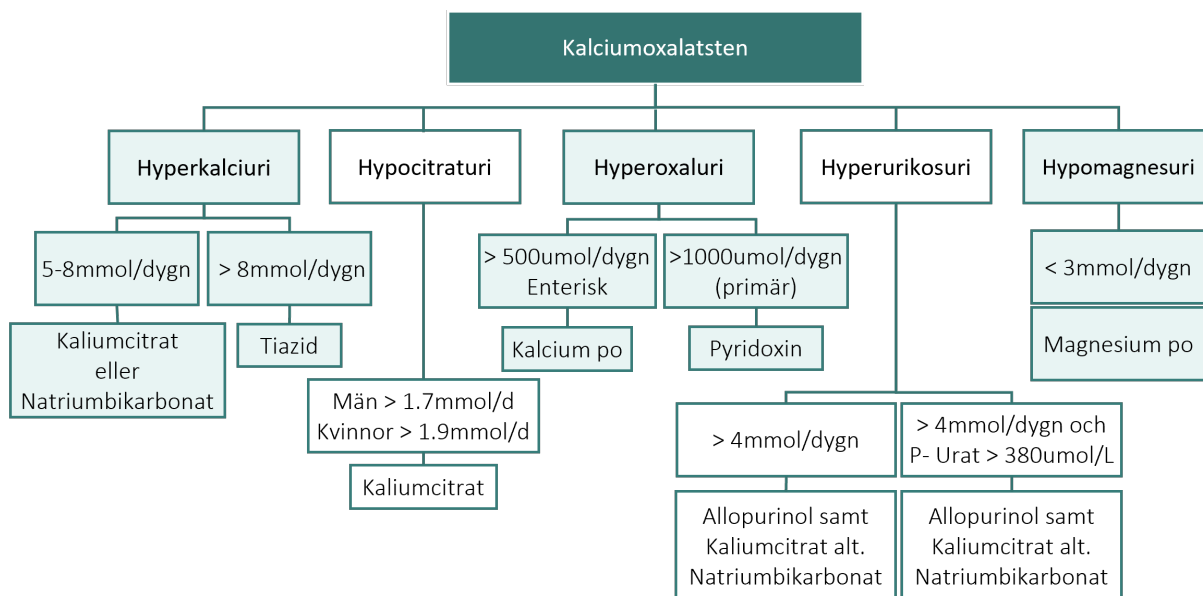 Kalciumoxalatsten
Hyperkalciuri
Hypocitraturi
Hyperoxaluri
Hyperurikosuri
Hypomagnesuri
5-8mmol/dygn
> 8mmol/dygn
> 500umol/dygn
Enterisk
>1000umol/dygn
(primär)
< 3mmol/dygn
Kaliumcitrat
eller
Natriumbikarbonat
Tiazid
Kalcium po
Pyridoxin
Magnesium po
Män > 1.7mmol/d
Kvinnor > 1.9mmol/d
Kaliumcitrat
> 4mmol/dygn
> 4mmol/dygn och
P- Urat > 380umol/L
Allopurinol samt
Kaliumcitrat alt.
Natriumbikarbonat
Allopurinol samt
Kaliumcitrat alt.
Natriumbikarbonat